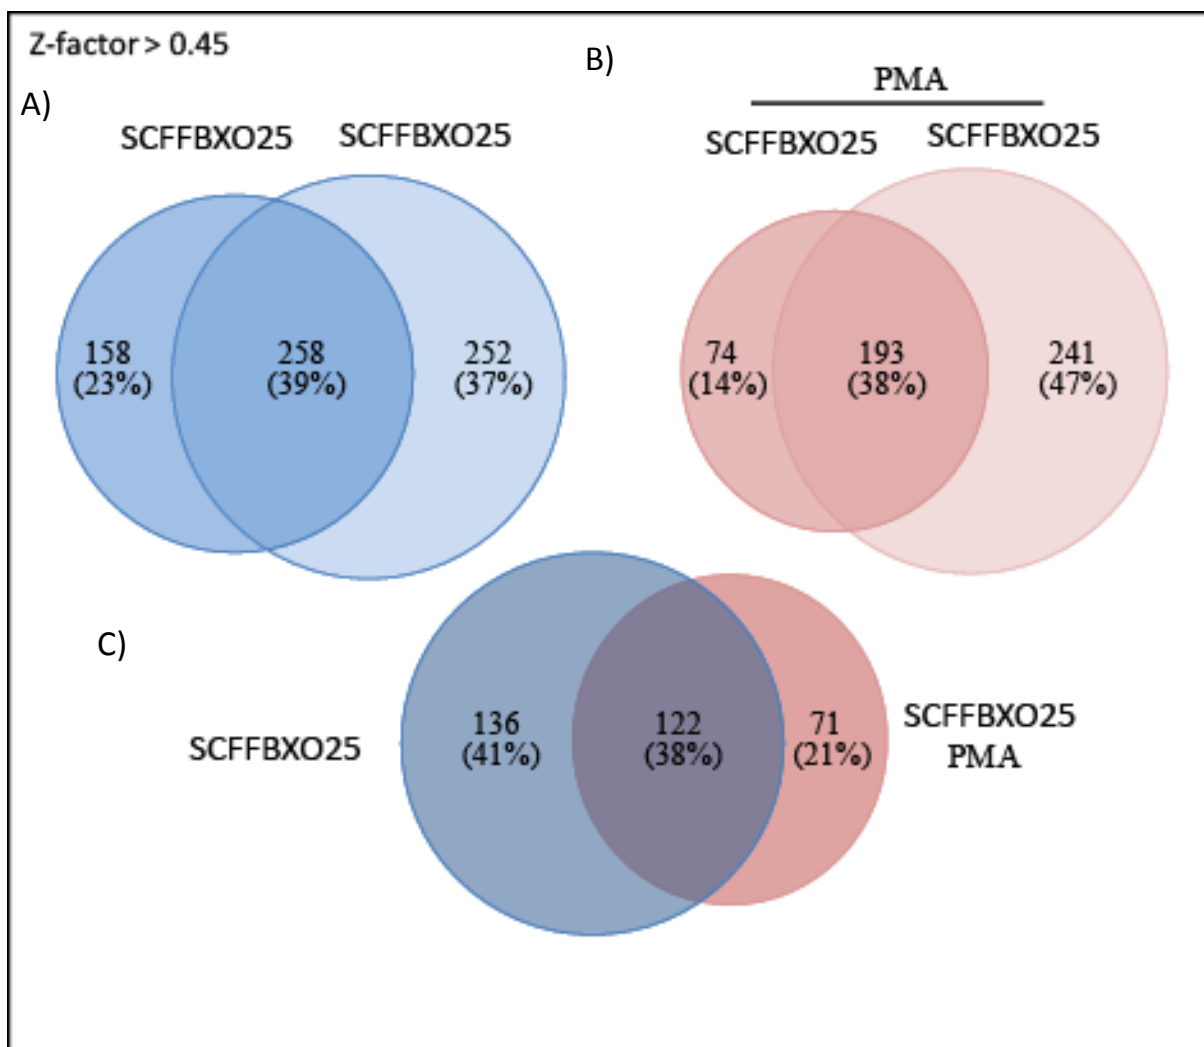 Z-factor > 0.45
A)
SCFFBXO25 SCFFBXO25
158 258 252
(23%) (39%) (37%)
B)
PMA
SCFFBXO25 SCFFBXO25
74 193 241
(14%) (38%) (47%)
C)
SCFFBXO25
136 122 71
(41%) (38%) (21%)
SCFFBXO25
PMA